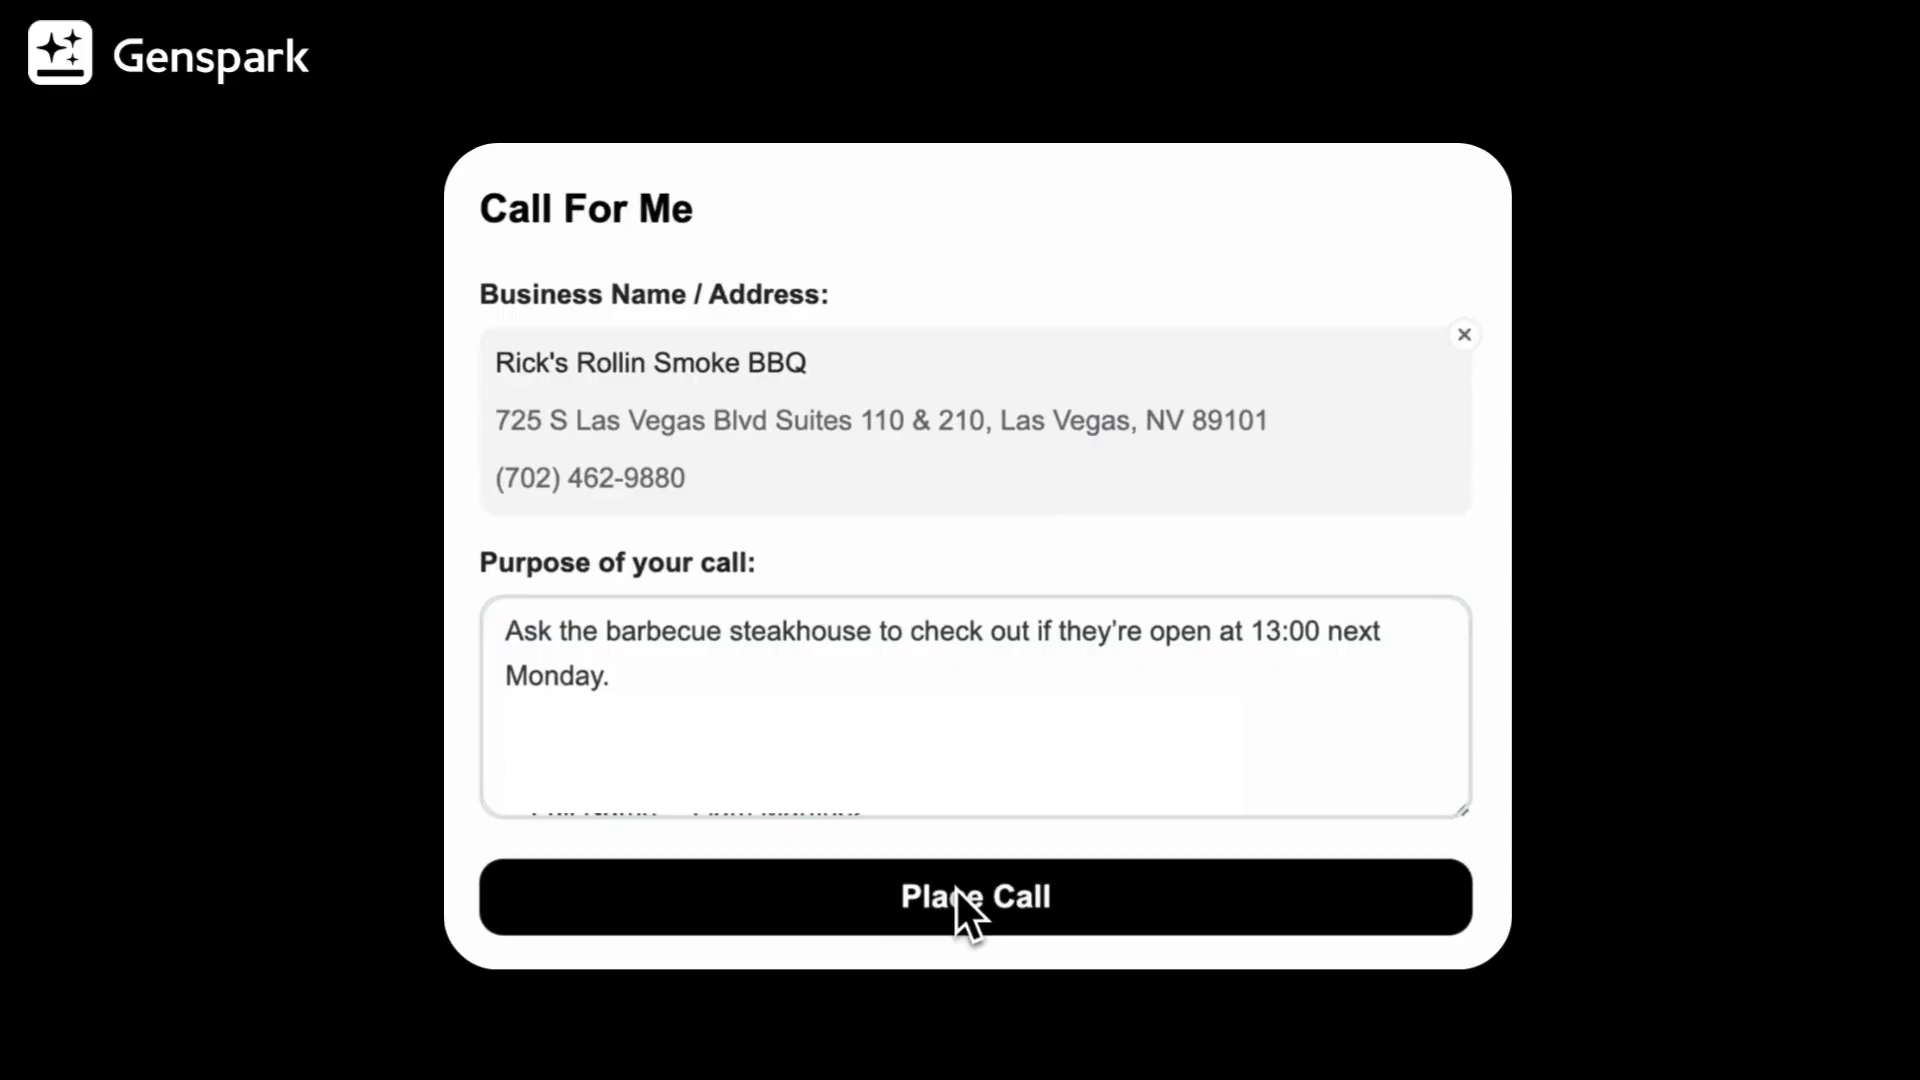 Genspark
Call For Me
Business Name / Address:
Rick's Rollin Smoke BBQ
725 S Las Vegas Blvd Suites 110 & 210, Las Vegas, NV 89101
(702) 462-9880
Purpose of your call:
Ask the barbecue steakhouse to check out if they’re open at 13:00 next
Monday.
Place Call